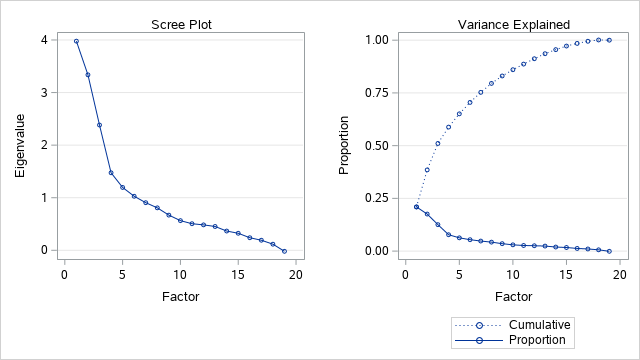 Scree Plot
4
3
2
1
0
Eigenvalue
0 5 10 15 20
Factor
Variance Explained
1.00
0.75
0.50
0.25
0.00
Proportion
0 5 10 15 20
Factor
Cumulative
Proportion